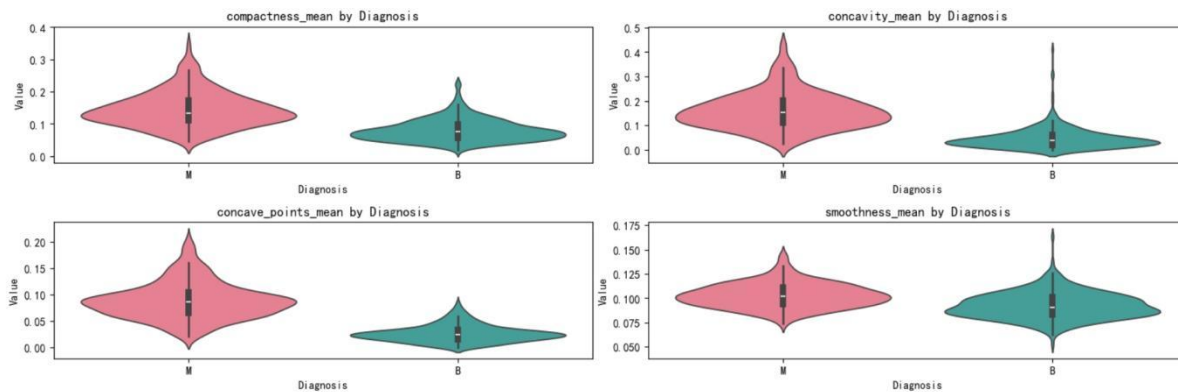 compactness_mean by Diagnosis
0.4
0.3
0.2
0.1
0.0
Value
M
B
Diagnosis
concavity_mean by Diagnosis
0.5
0.4
0.3
0.2
0.1
0.0
Value
M
B
Diagnosis
concave_points_mean by Diagnosis
0.20
0.15
0.10
0.05
0.00
Value
M
B
Diagnosis
smoothness_mean by Diagnosis
0.175
0.150
0.125
0.100
0.075
0.050
Value
M
B
Diagnosis